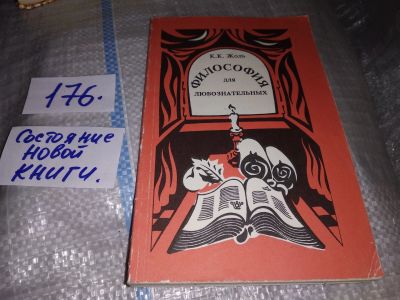 176.
Состояние
новой
книги.
К.К. Жоль
ФИЛОСОФИЯ
для
ЛЮБОЗНАТЕЛЬНЫХ